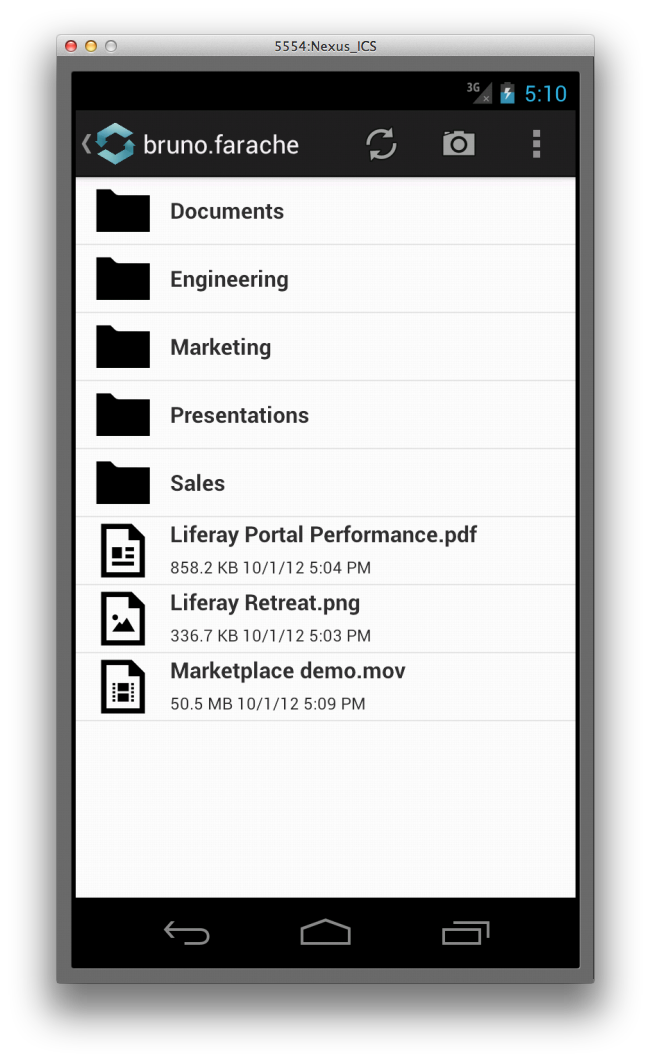 5554:Nexus_ICS
3G 5:10
bruno.farache
Documents
Engineering
Marketing
Presentations
Sales
Liferay Portal Performance.pdf
858.2 KB 10/1/12 5:04 PM
Liferay Retreat.png
336.7 KB 10/1/12 5:03 PM
Marketplace demo.mov
50.5 MB 10/1/12 5:09 PM